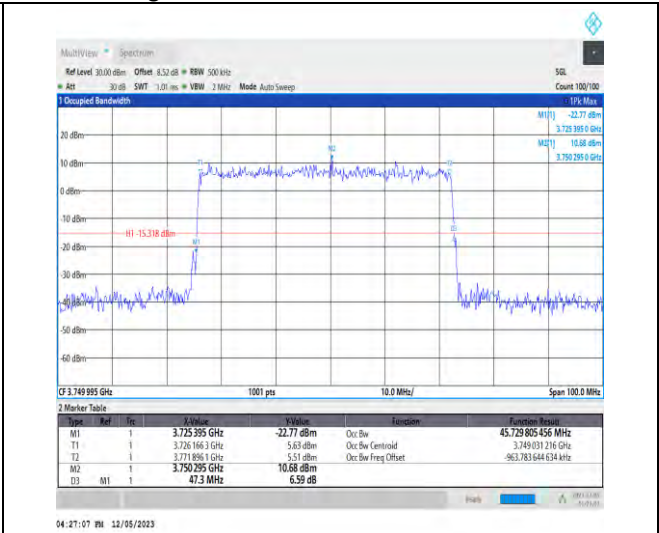 MultiView Spectrum
Ref Level 30.00 dBm Offset 8.52 dB RBW 500 kHz SGL
Att 30 dB SWT 1.01 ms VBW 2 MHz Mode Auto Sweep Count 100/100
1 Occupied Bandwidth 1Pk Max
M1(1) -22.77 dBm
3.725 395 0 GHz
M2(1) 10.68 dBm
3.750 295 0 GHz
20 dBm
M2
10 dBm
T1 T2
0 dBm
-10 dBm
H1 -15.318 dBm
D3
M1
-20 dBm
-30 dBm
-40 dBm
-50 dBm
-60 dBm
CF 3.749 995 GHz 1001 pts 10.0 MHz/ Span 100.0 MHz
2 Marker Table
Type Ref Trc X-Value Y-Value Function Function Result
M1 1 3.725 395 GHz -22.77 dBm Occ Bw 45.729 805 456 MHz
T1 1 3.726 166 3 GHz 5.63 dBm Occ Bw Centroid 3.749 031 216 GHz
T2 1 3.771 896 1 GHz 5.51 dBm Occ Bw Freq Offset -963.783 644 634 kHz
M2 1 3.750 295 GHz 10.68 dBm
D3 M1 1 47.3 MHz 6.59 dB
04:27:07 PM 12/05/2023